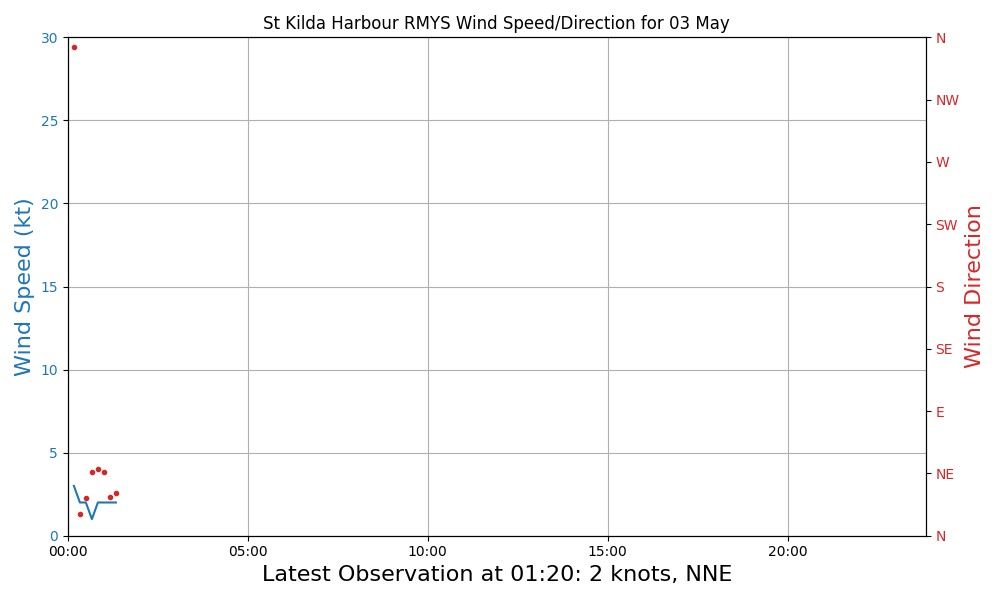 St Kilda Harbour RMYS Wind Speed/Direction for 03 May
30
25
20
15
10
5
0
Wind Speed (kt)
N
NW
W
SW
S
SE
E
NE
N
Wind Direction
00:00
05:00
10:00
15:00
20:00
Latest Observation at 01:20: 2 knots, NNE